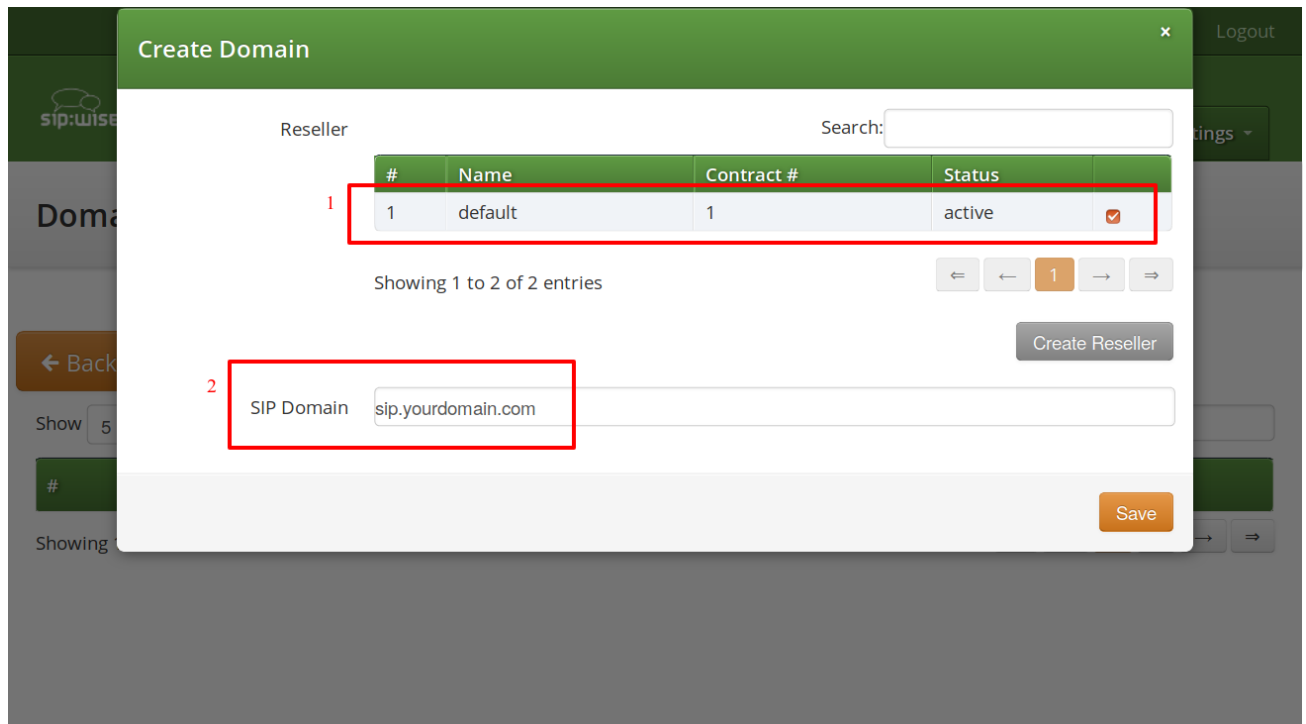 Logout
Create Domain ×
sip:wise
tings
Reseller
Search:
# Name Contract # Status
1
1 default 1 active
Doma
Showing 1 to 2 of 2 entries
⇐ ← 1 → ⇒
Create Reseller
← Back
2
SIP Domain sip.yourdomain.com
Show 5
#
Save
Showing
→ ⇒